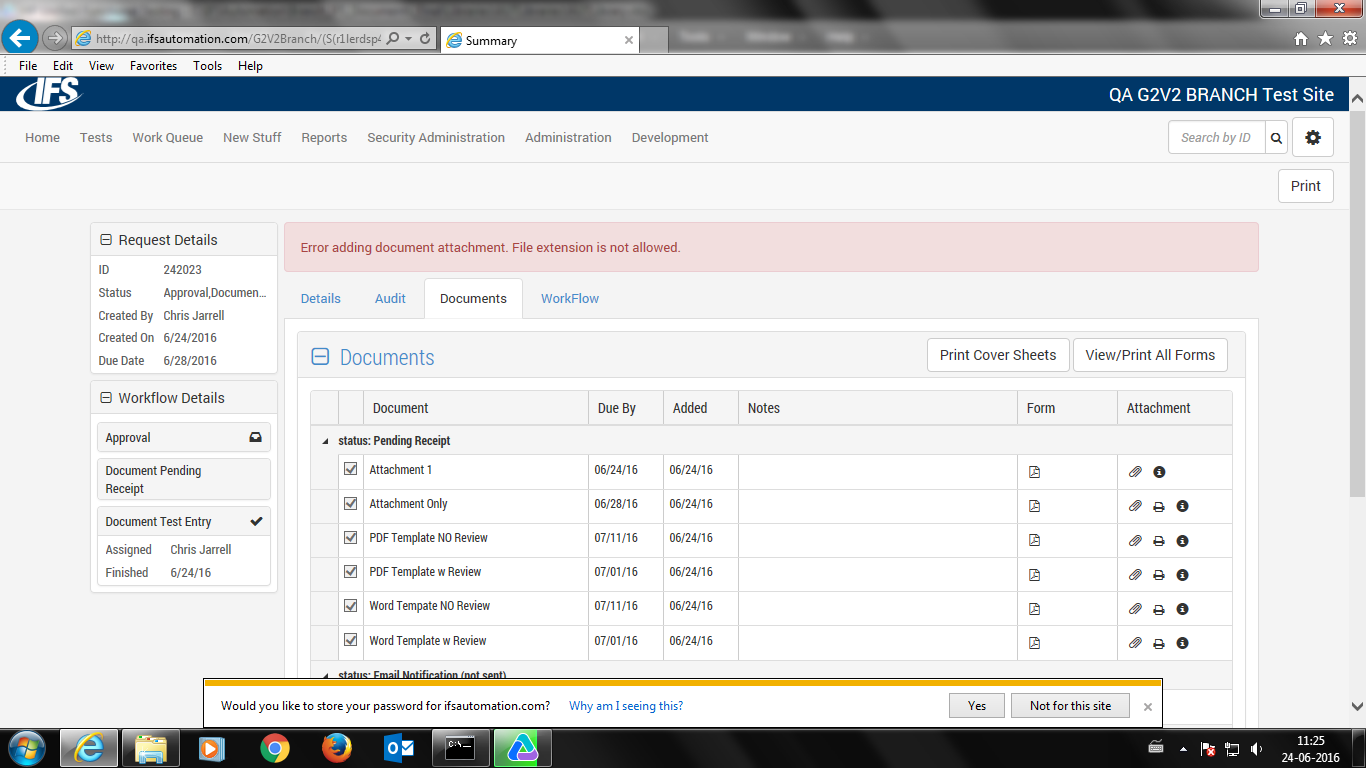 http://qa.ifsautomation.com/G2V2Branch/(S(r1lerdsp4
Summary
File Edit View Favorites Tools Help
IFS
QA G2V2 BRANCH Test Site
Home Tests Work Queue New Stuff Reports Security Administration Administration Development
Search by ID
Print
Request Details
ID 242023
Status Approval,Documen...
Created By Chris Jarrell
Created On 6/24/2016
Due Date 6/28/2016
Workflow Details
Approval
Document Pending
Receipt
Document Test Entry
Assigned Chris Jarrell
Finished 6/24/16
Error adding document attachment. File extension is not allowed.
Details Audit Documents WorkFlow
Documents
Print Cover Sheets View/Print All Forms
Document Due By Added Notes Form Attachment
status: Pending Receipt
Attachment 1 06/24/16 06/24/16
Attachment Only 06/28/16 06/24/16
PDF Template NO Review 07/11/16 06/24/16
PDF Template w Review 07/01/16 06/24/16
Word Tempate NO Review 07/11/16 06/24/16
Word Template w Review 07/01/16 06/24/16
status: Email Notification (not sent)
Would you like to store your password for ifsautomation.com? Why am I seeing this? Yes Not for this site
11:25
24-06-2016